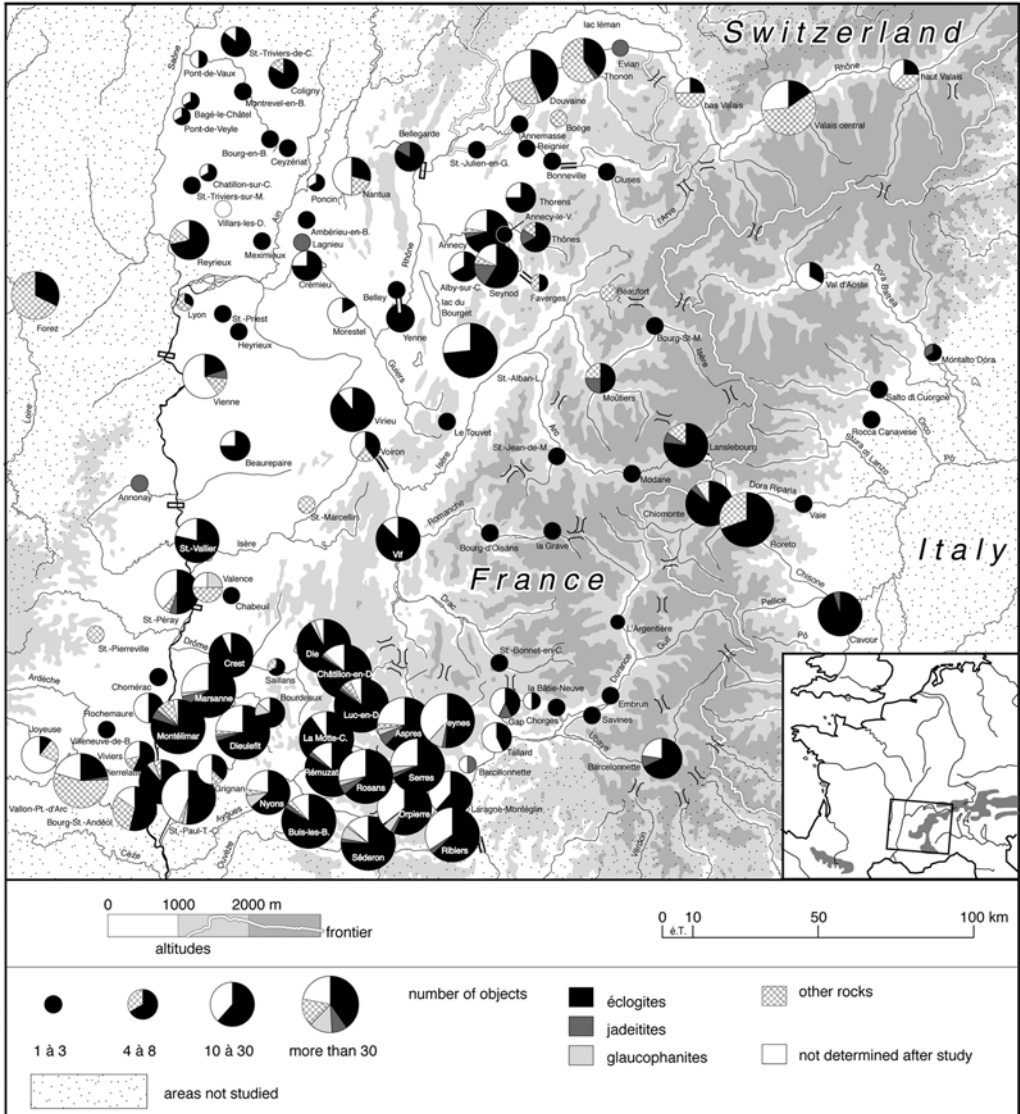 Switzerland
lac léman
Saône
St.-Triviers-de-C.
Pont-de-Vaux
Coligny
Evian
Thonon
Rhône
haut Valais
Montrevel-en-B.
Bagé-le-Châtel
Pont-de-Veyle
Douvaine
bas Valais
Valais central
Boëge
Bellegarde
Annemasse
Reignier
Bourg-en-B.
Ceyzériat
St.-Julien-en-G.
Bonneville
Cluses
Chatillon-sur-C.
Poncin
Nantua
St.-Triviers-sur-M.
Thorens
l'Arve
Villars-les-D.
Ain
Annecy-le-V.
Ambérieu-en-B.
Lagnieu
Annecy
Thônes
Reyrieux
Meximieux
Rhône
Crémieu
Alby-sur-C.
Seynod
Faverges
Val d'Aoste
Dora Baltea
Forez
Lyon
St.-Priest
Belley
lac du
Bourget
Beaufort
Heyrieux
Morestel
Yenne
Bourg-St-M.
Isère
Montalto Dora
Guiers
St.-Alban-L.
Loire
Vienne
Moûtiers
Salto di Cuorgne
Virieu
Arc
Orco
Le Touvet
Rocca Canavese
Beaurepaire
Voiron
Isère
St.-Jean-de-M.
Lanslebourg
Stura di Lanzo
Pô
Modane
Annonay
St.-Marcellin
Romanche
Chiomonte
Dora Riparia
Vaie
St.-Vallier
Isère
Vif
Bourg-d'Oisans
la Grave
Roreto
Italy
France
Chisone
Valence
Chabeuil
St.-Péray
Drac
Pellice
L'Argentière
Guil
Pô
Cavour
St.-Pierreville
Drôme
Die
St.-Bonnet-en-C.
Durance
Crest
Saillans
Châtillon-en-D.
Ardèche
Chomérac
Marsanne
Bourdeaux
la Bâtie-Neuve
Embrun
Rochemaure
Luc-en-D.
Gap
Chorges
Savines
Joyeuse
Villeneuve-de-B.
Montélimar
Dieulefit
La Motte-C.
Aspres
Veynes
Ubaye
Viviers
Tallard
Barcelonnette
Pierrelatte
Rémuzat
Serres
Barcillonnette
Grignan
Rosans
Vallon-Pt.-d'Arc
Nyons
Laragne-Montéglin
Bourg-St.-Andéol
St.-Paul-T.-C.
Aygues
Orpierre
Buis-les-B.
Verdon
Cèze
Ouvèze
Séderon
Ribiers
0 1000 2000 m
frontier
altitudes
0 10 50 100 km
é.T.
number of objects
1 à 3 4 à 8 10 à 30 more than 30
éclogites
jadeitites
glaucophanites
other rocks
not determined after study
areas not studied